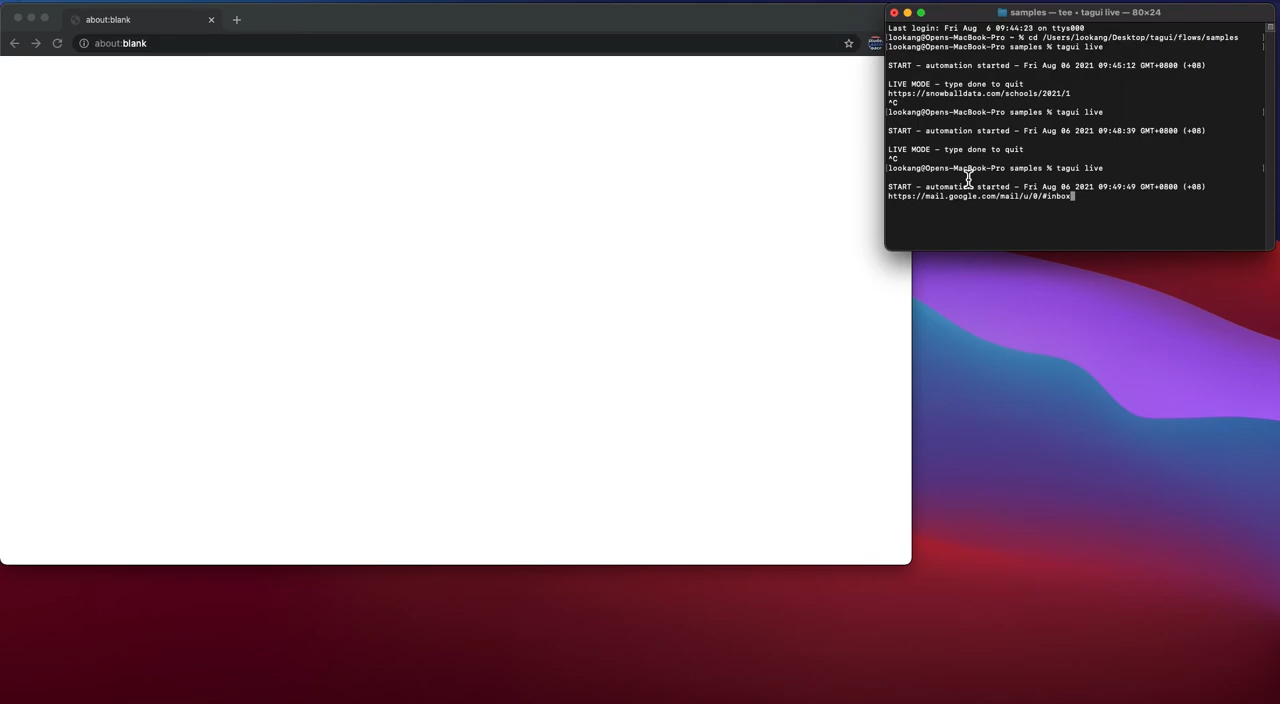 about:blank
about:blank
samples — tee • tagui live — 80×24
Last login: Fri Aug  6 09:44:23 on ttys000
[lookang@Opens-MacBook-Pro ~ % cd /Users/lookang/Desktop/tagui/flows/samples ]
[lookang@Opens-MacBook-Pro samples % tagui live ]
START - automation started - Fri Aug 06 2021 09:45:12 GMT+0800 (+08)
LIVE MODE - type done to quit
https://snowballdata.com/schools/2021/1
^C
[lookang@Opens-MacBook-Pro samples % tagui live ]
START - automation started - Fri Aug 06 2021 09:48:39 GMT+0800 (+08)
LIVE MODE - type done to quit
^C
[lookang@Opens-MacBook-Pro samples % tagui live ]
START - automation started - Fri Aug 06 2021 09:49:49 GMT+0800 (+08)
https://mail.google.com/mail/u/0/#inbox